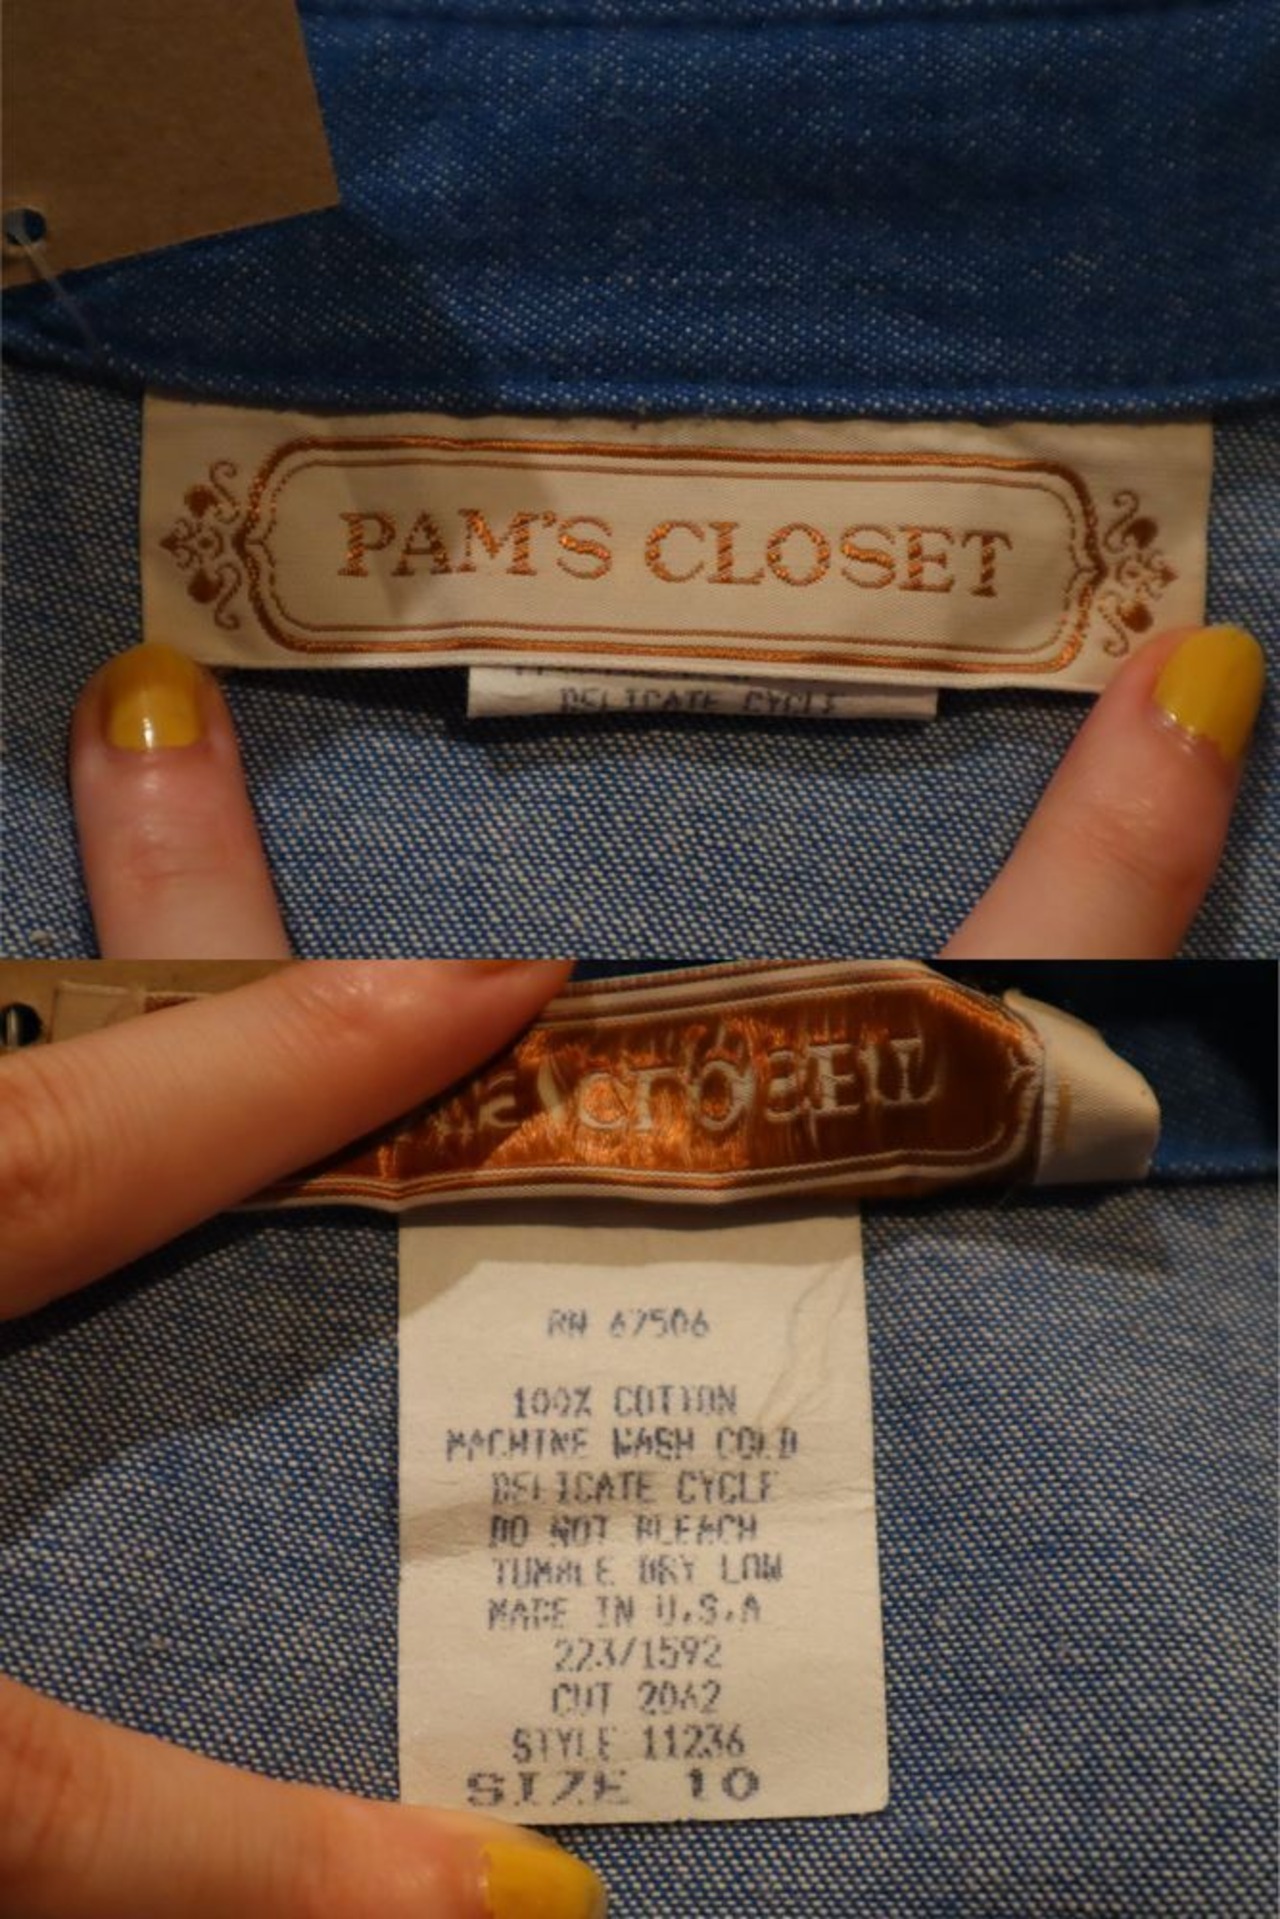 PAM'S CLOSET
DELICATE CYCLE
CLOSET
RN 67506
100% COTTON
MACHINE WASH COLD
DELICATE CYCLE
DO NOT BLEACH
TUMBLE DRY LOW
MADE IN U.S.A
223/1592
CUT 2062
STYLE 11236
SIZE 10